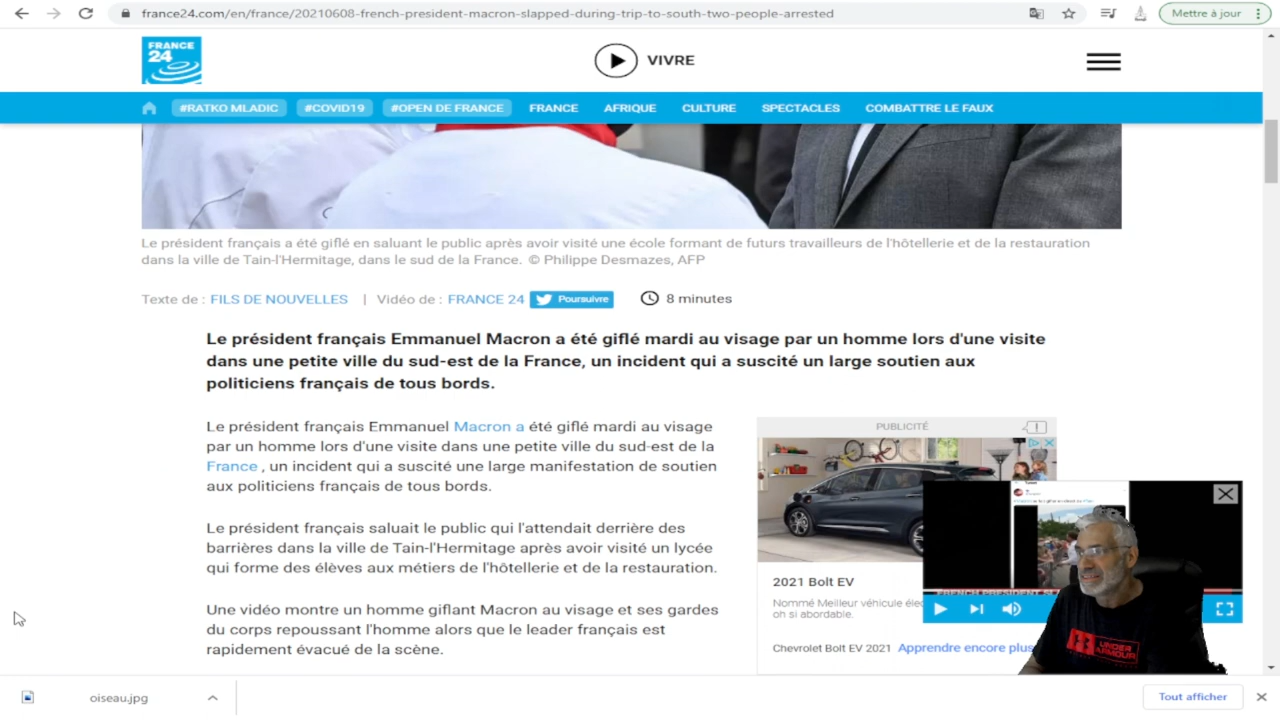 france24.com/en/france/20210608-french-president-macron-slapped-during-trip-to-south-two-people-arrested
Mettre à jour
FRANCE
24
VIVRE
#RATKO MLADIC
#COVID19
#OPEN DE FRANCE
FRANCE
AFRIQUE
CULTURE
SPECTACLES
COMBATTRE LE FAUX
Le président français a été giflé en saluant le public après avoir visité une école formant de futurs travailleurs de l'hôtellerie et de la restauration
dans la ville de Tain-l'Hermitage, dans le sud de la France. © Philippe Desmazes, AFP
Texte de : FILS DE NOUVELLES | Vidéo de : FRANCE 24 Poursuivre 8 minutes
Le président français Emmanuel Macron a été giflé mardi au visage par un homme lors d'une visite
dans une petite ville du sud-est de la France, un incident qui a suscité un large soutien aux
politiciens français de tous bords.
Le président français Emmanuel Macron a été giflé mardi au visage
par un homme lors d'une visite dans une petite ville du sud-est de la
France , un incident qui a suscité une large manifestation de soutien
aux politiciens français de tous bords.
Le président français saluait le public qui l'attendait derrière des
barrières dans la ville de Tain-l'Hermitage après avoir visité un lycée
qui forme des élèves aux métiers de l'hôtellerie et de la restauration.
Une vidéo montre un homme giflant Macron au visage et ses gardes
du corps repoussant l'homme alors que le leader français est
rapidement évacué de la scène.
PUBLICITÉ
2021 Bolt EV
Nommé Meilleur véhicule
oh si abordable.
Chevrolet Bolt EV 2021 Apprendre encore plus
FRENCH PRESIDENT
UNDER
ARMOUR
oiseau.jpg
Tout afficher